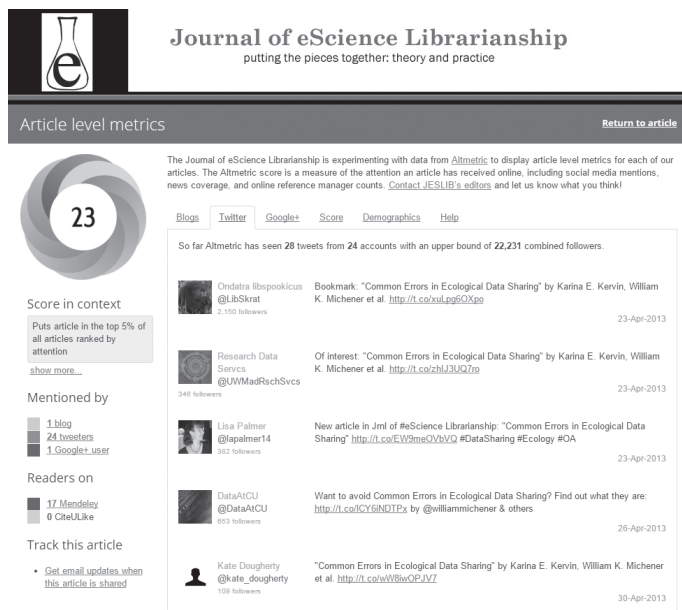 e
Journal of eScience Librarianship
putting the pieces together: theory and practice
Article level metrics
Return to article
23
Score in context
Puts article in the top 5% of
all articles ranked by
attention
show more...
Mentioned by
1 blog
24 tweeters
1 Google+ user
Readers on
17 Mendeley
0 CiteULike
Track this article
• Get email updates when
this article is shared
The Journal of eScience Librarianship is experimenting with data from Altmetric to display article level metrics for each of our
articles. The Altmetric score is a measure of the attention an article has received online, including social media mentions,
news coverage, and online reference manager counts. Contact JESLIB's editors and let us know what you think!
Blogs Twitter Google+ Score Demographics Help
So far Altmetric has seen 28 tweets from 24 accounts with an upper bound of 22,231 combined followers.
Ondatra libspookicus
@LibSkrat
2,150 followers
Bookmark: "Common Errors in Ecological Data Sharing" by Karina E. Kervin, William
K. Michener et al. http://t.co/xuLpg6OXpo
23-Apr-2013
Research Data
Servcs
@UWMadRschSvcs
346 followers
Of interest: "Common Errors in Ecological Data Sharing" by Karina E. Kervin, William
K. Michener et al. http://t.co/zhIJ3UQ7ro
23-Apr-2013
Lisa Palmer
@lapalmer14
382 followers
New article in Jrnl of #eScience Librarianship: "Common Errors in Ecological Data
Sharing" http://t.co/EW9meOVbVQ #DataSharing #Ecology #OA
23-Apr-2013
DataAtCU
@DataAtCU
653 followers
Want to avoid Common Errors in Ecological Data Sharing? Find out what they are:
http://t.co/ICY6lNDTPx by @williammichener & others
26-Apr-2013
Kate Dougherty
@kate_dougherty
109 followers
"Common Errors in Ecological Data Sharing" by Karina E. Kervin, William K. Michener
et al. http://t.co/wW8iwOPJV7
30-Apr-2013